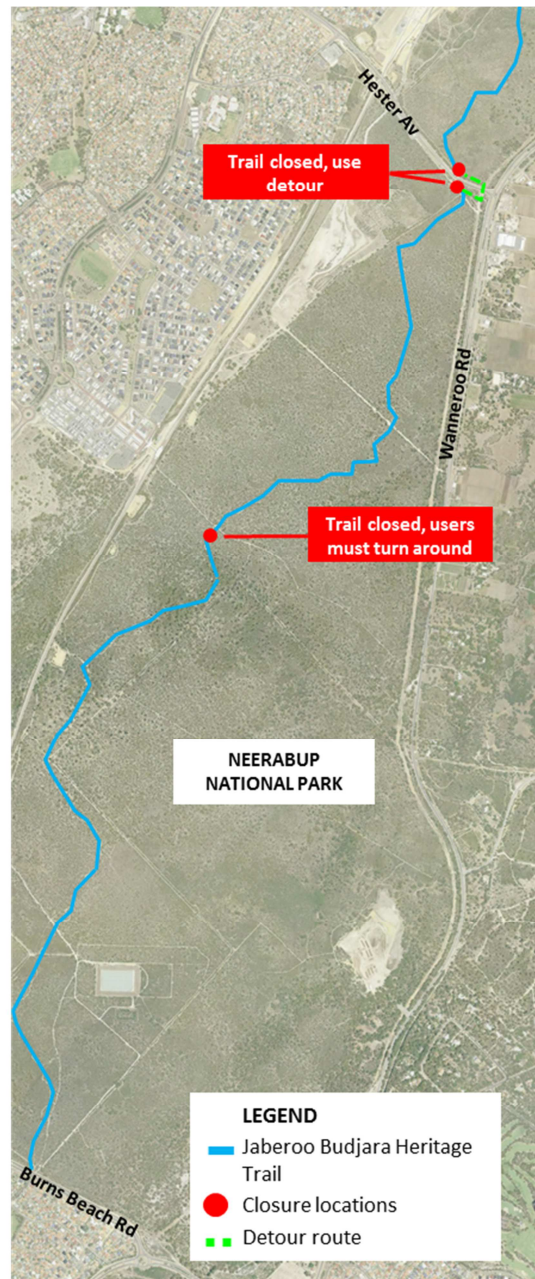 Hester Av
Trail closed, use
detour
Wanneroo Rd
Trail closed, users
must turn around
NEERABUP
NATIONAL PARK
LEGEND
Jaberoo Budjara Heritage
Trail
Closure locations
Detour route
Burns Beach Rd